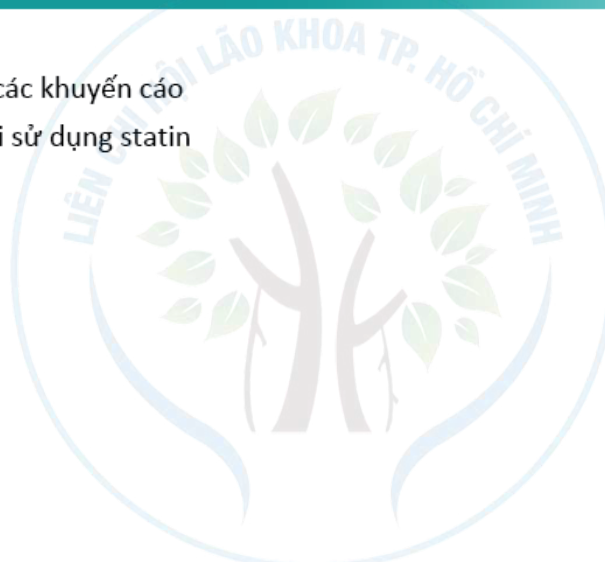 các khuyến cáo
sử dụng statin
LIÊN CHI HỘI LÃO KHOA TP. HỒ CHÍ MINH